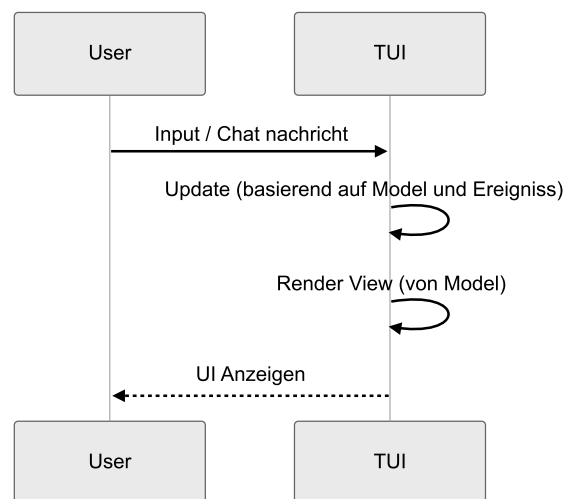 User
TUI
Input / Chat nachricht
Update (basierend auf Model und Ereigniss)
Render View (von Model)
UI Anzeigen
User
TUI